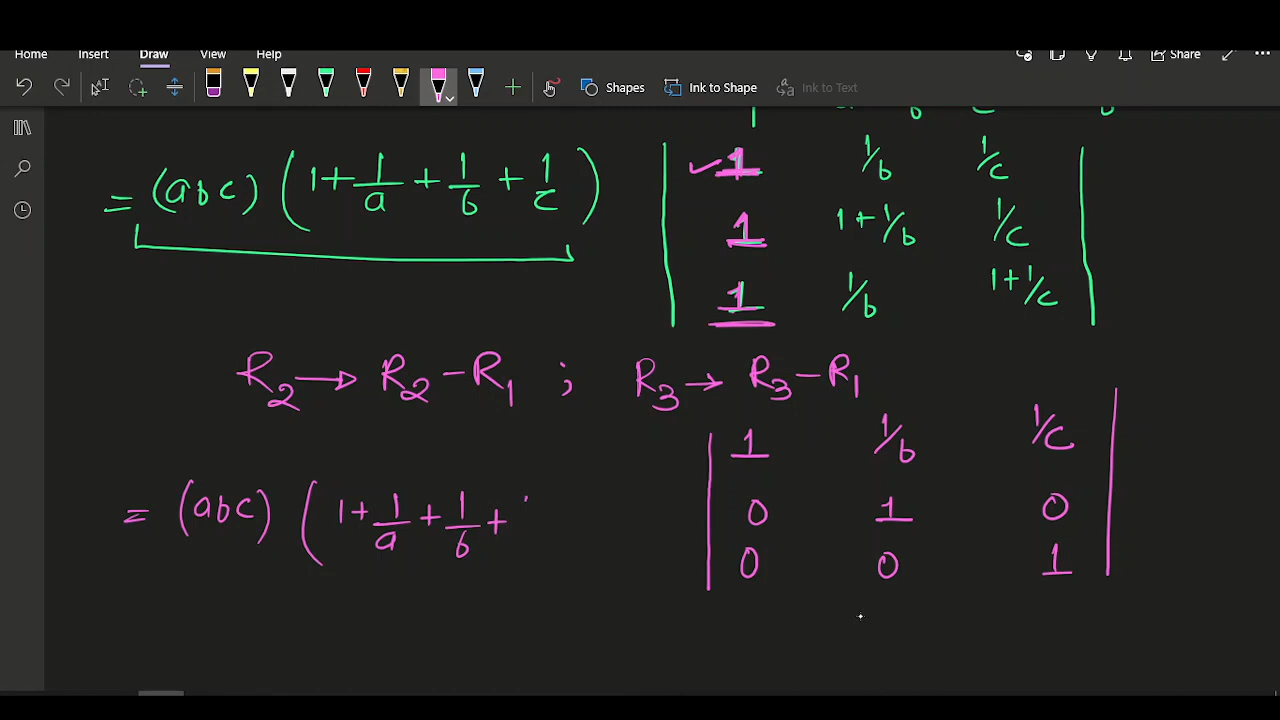 Home Insert Draw View Help Share
Shapes Ink to Shape Ink to Text
= (abc) (1 + 1/a + 1/b + 1/c) | 1 1/b 1/c |
| 1 1+1/b 1/c |
| 1 1/b 1+1/c |
R2 → R2 - R1 ; R3 → R3 - R1
| 1 1/b 1/c |
= (abc) (1 + 1/a + 1/b + | 0 1 0 |
| 0 0 1 |